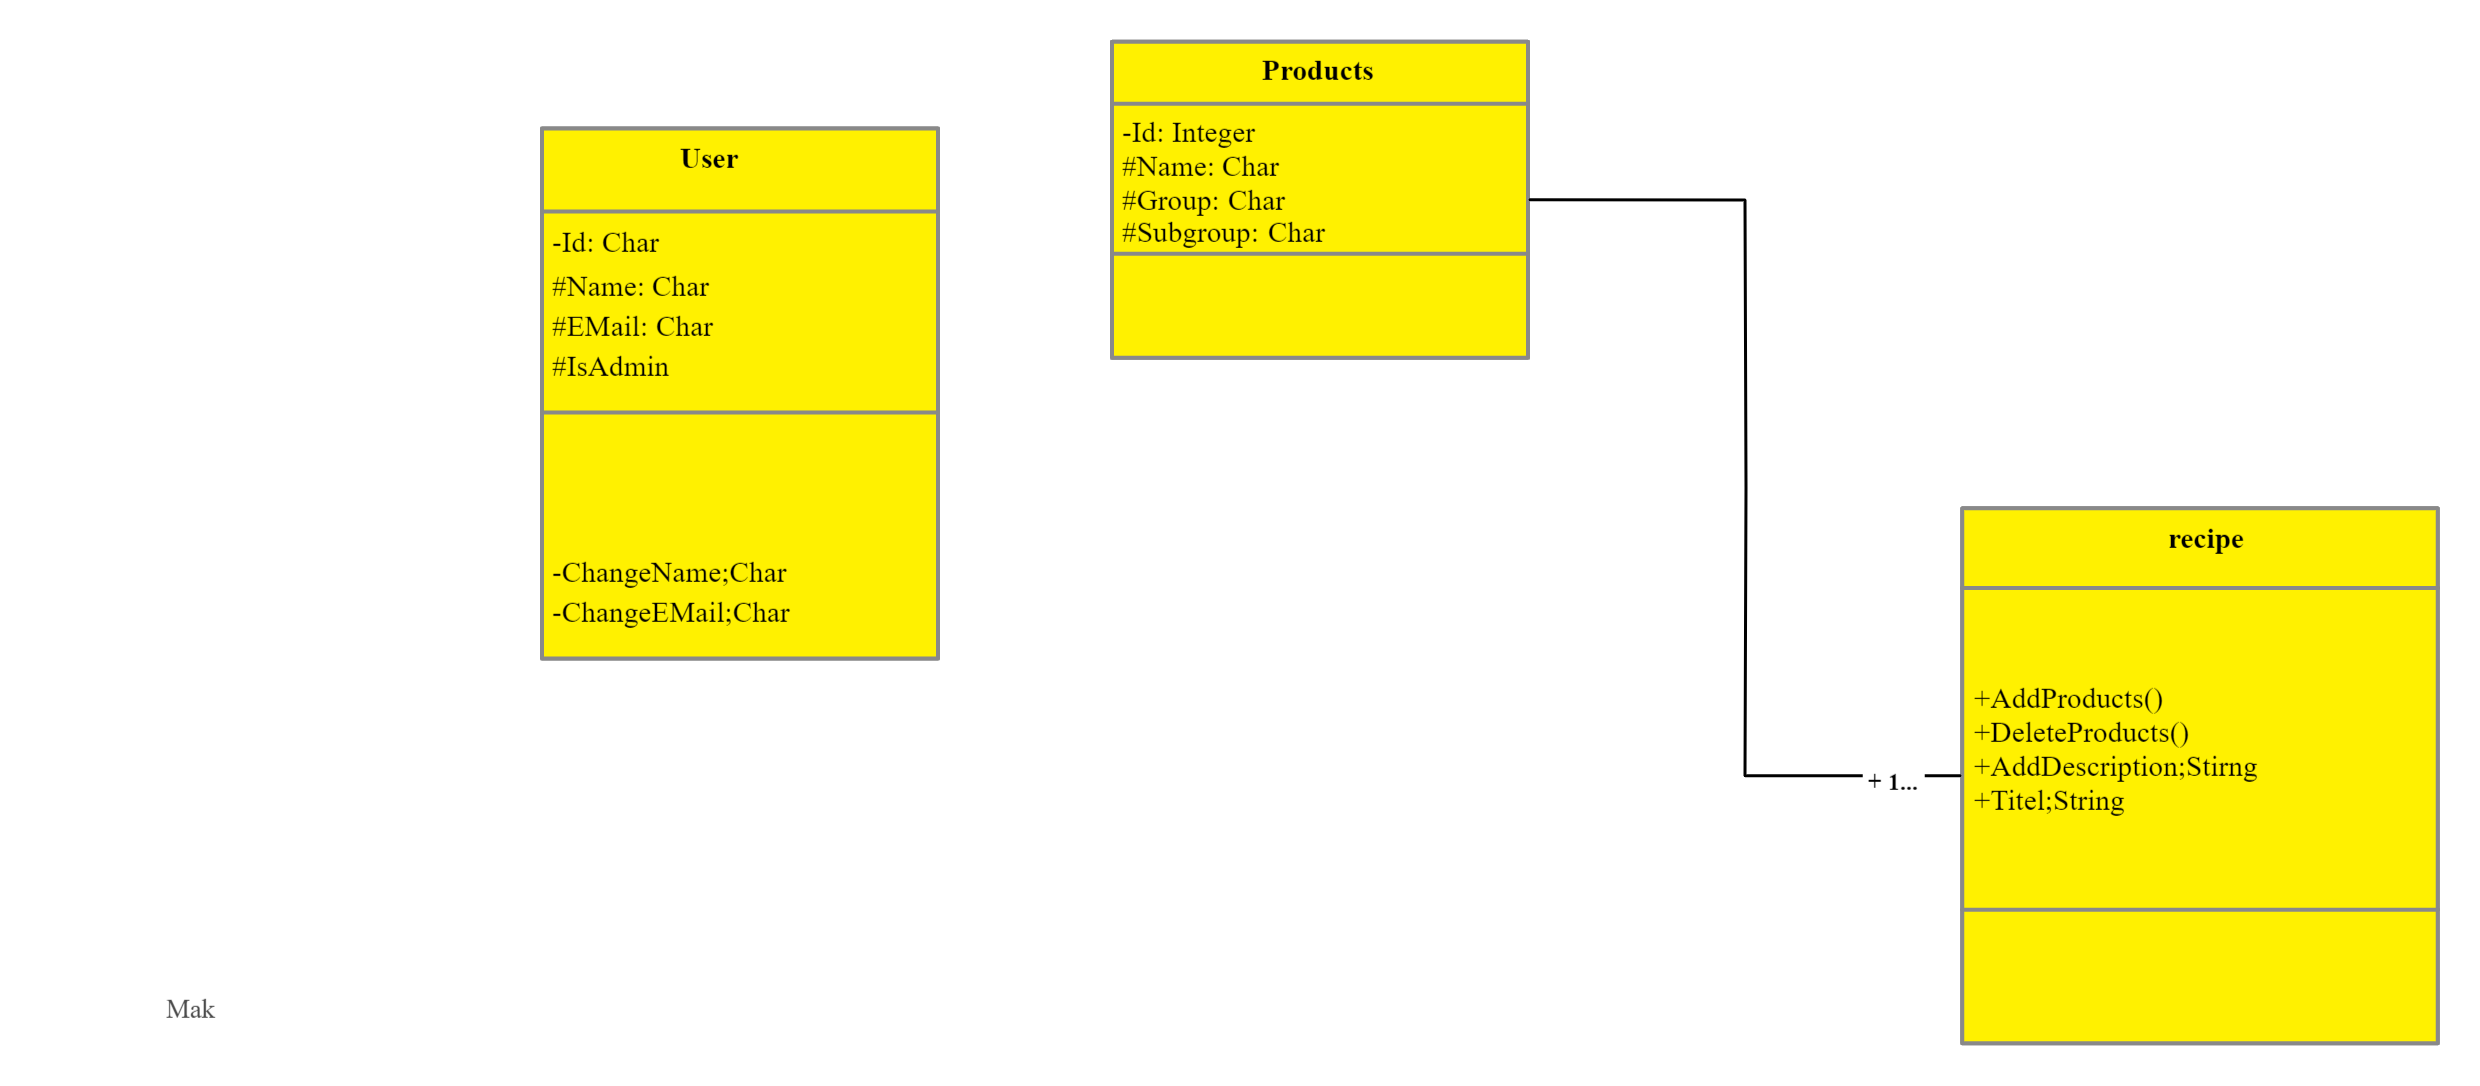 Products
-Id: Integer
#Name: Char
#Group: Char
#Subgroup: Char
User
-Id: Char
#Name: Char
#EMail: Char
#IsAdmin
-ChangeName;Char
-ChangeEMail;Char
recipe
+AddProducts()
+DeleteProducts()
+AddDescription;Stirng
+Titel;String
+ 1...
Mak